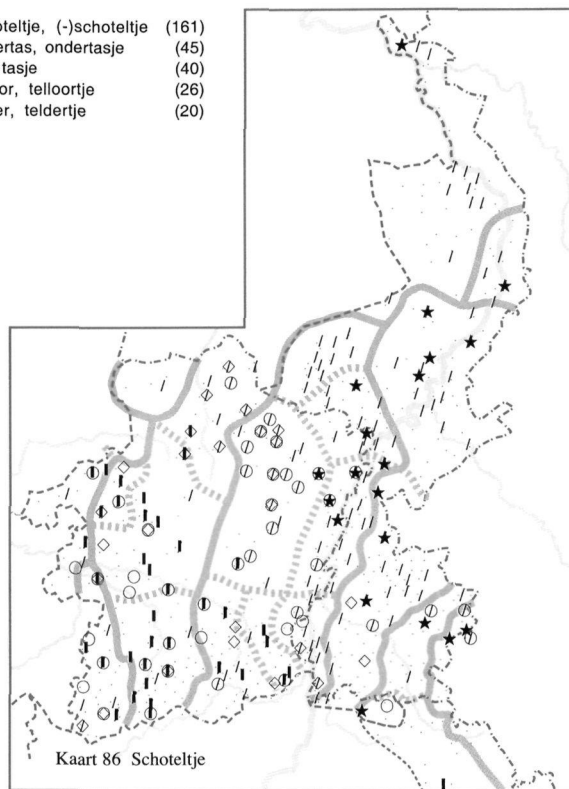 oteltje, (-)schoteltje (161)
ertas, ondertasje (45)
tasje (40)
or, telloortje (26)
er, teldertje (20)
Kaart 86 Schoteltje